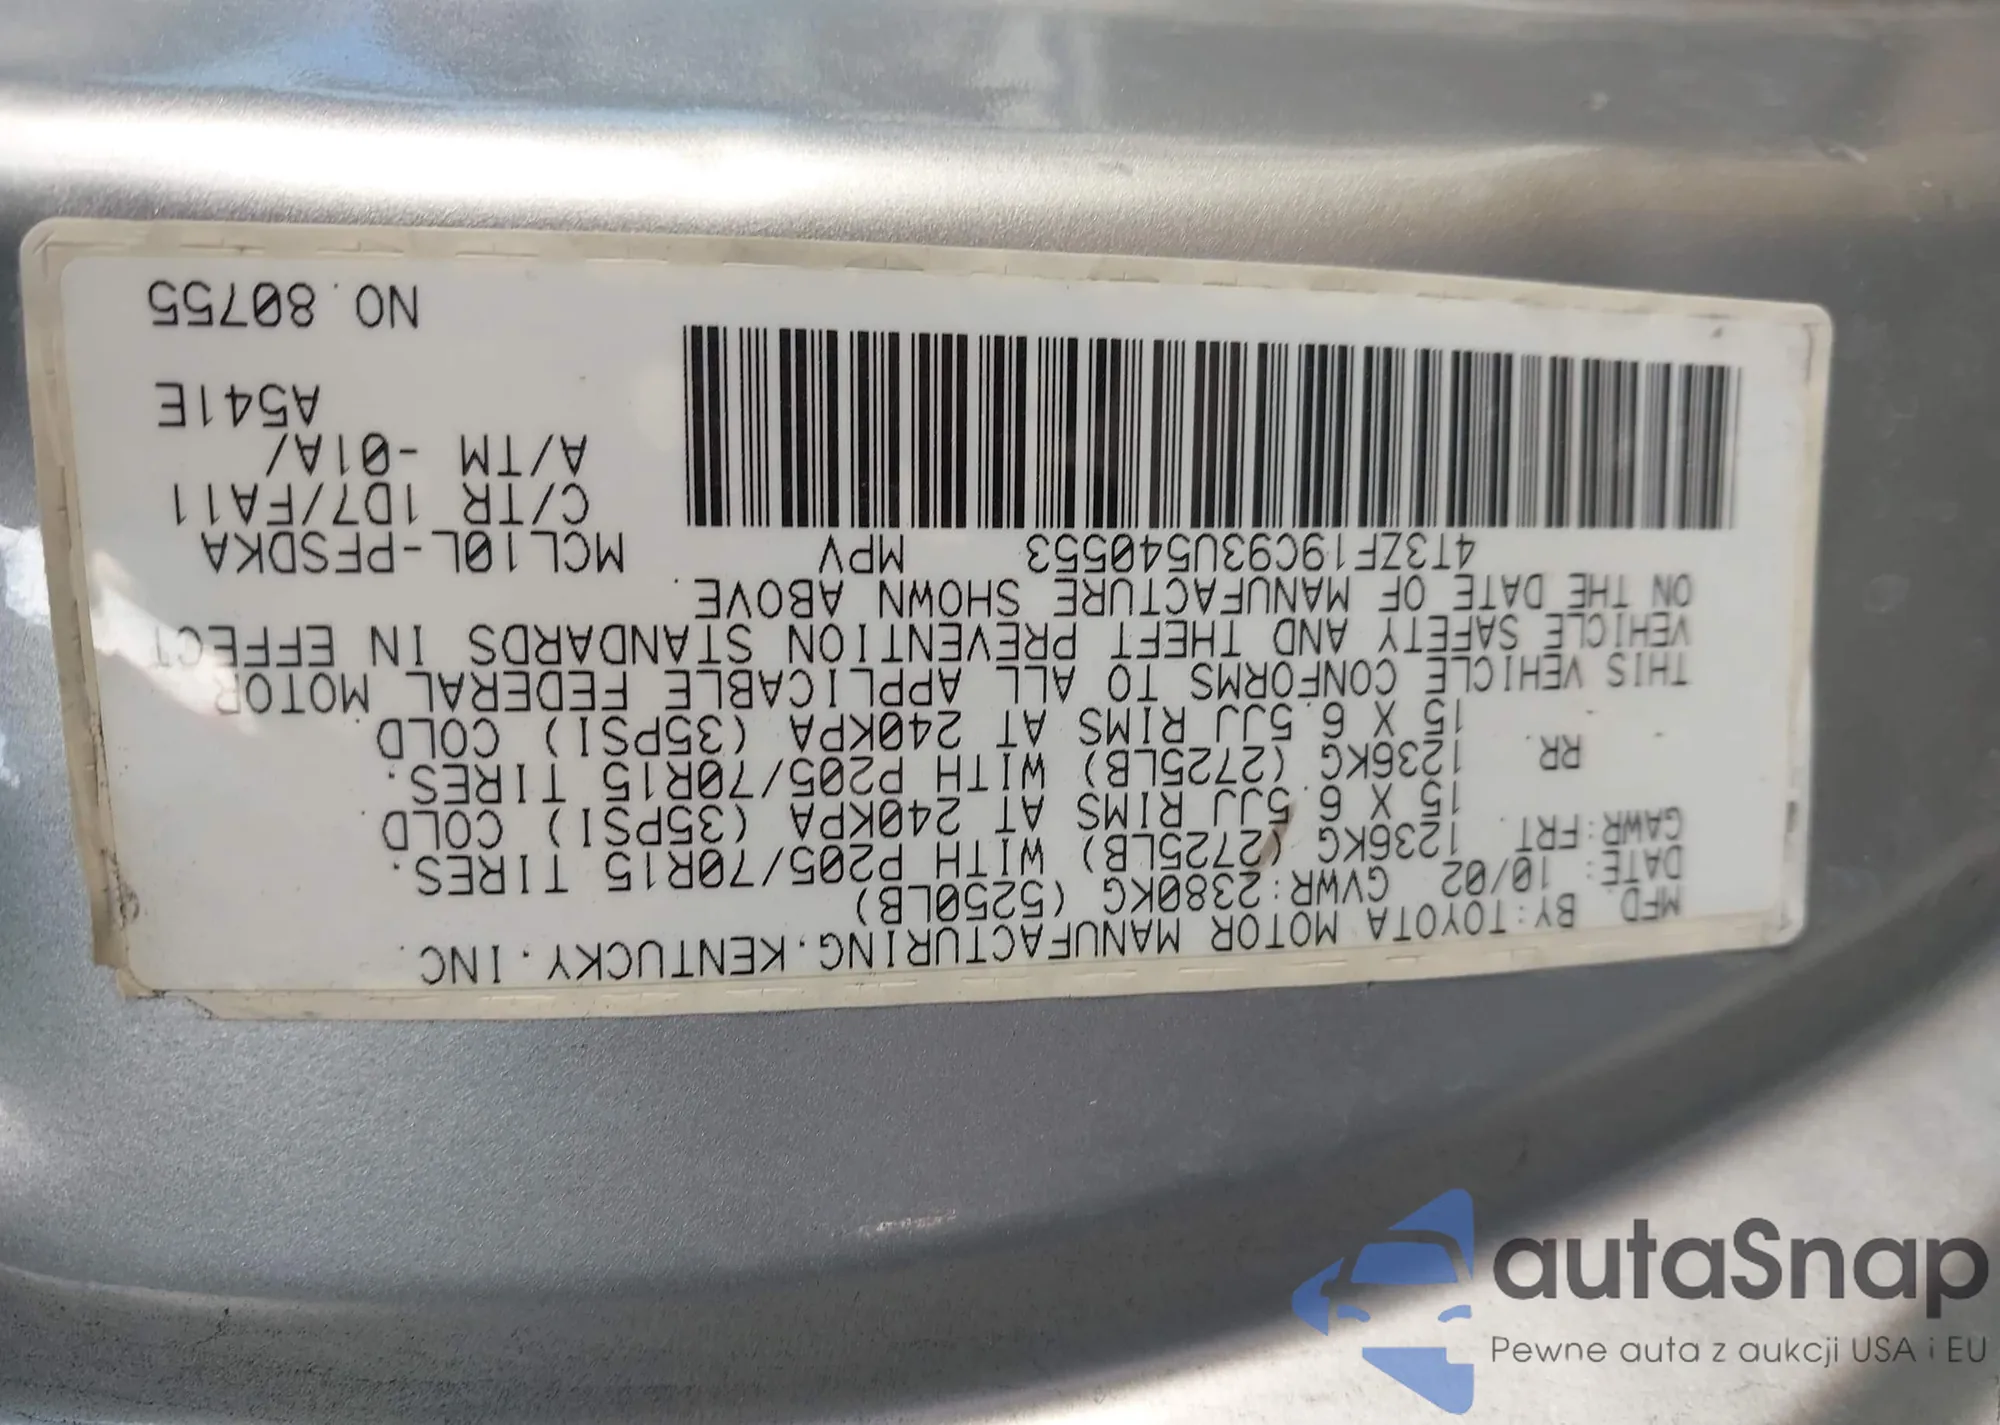 MFD. BY:TOYOTA MOTOR MANUFACTURING.KENTUCKY.INC.
DATE: 10/02 GVWR:2380KG (5250LB)
GAWR:FRT. 1236KG (2725LB) WITH P205/70R15 TIRES.
15 X 6.5JJ RIMS AT 240KPA (35PSI) COLD
RR. 1236KG (2725LB) WITH P205/70R15 TIRES.
15 X 6.5JJ RIMS AT 240KPA (35PSI) COLD
THIS VEHICLE CONFORMS TO ALL APPLICABLE FEDERAL MOTOR
VEHICLE SAFETY AND THEFT PREVENTION STANDARDS IN EFFECT
ON THE DATE OF MANUFACTURE SHOWN ABOVE.
4T3ZF19C93U540553 MPV MCL10L-PFSDKA
C/TR 1D7/FA11
A/TM -01A/
A541E
NO.80755
autaSnap
Pewne auta z aukcji USA i EU